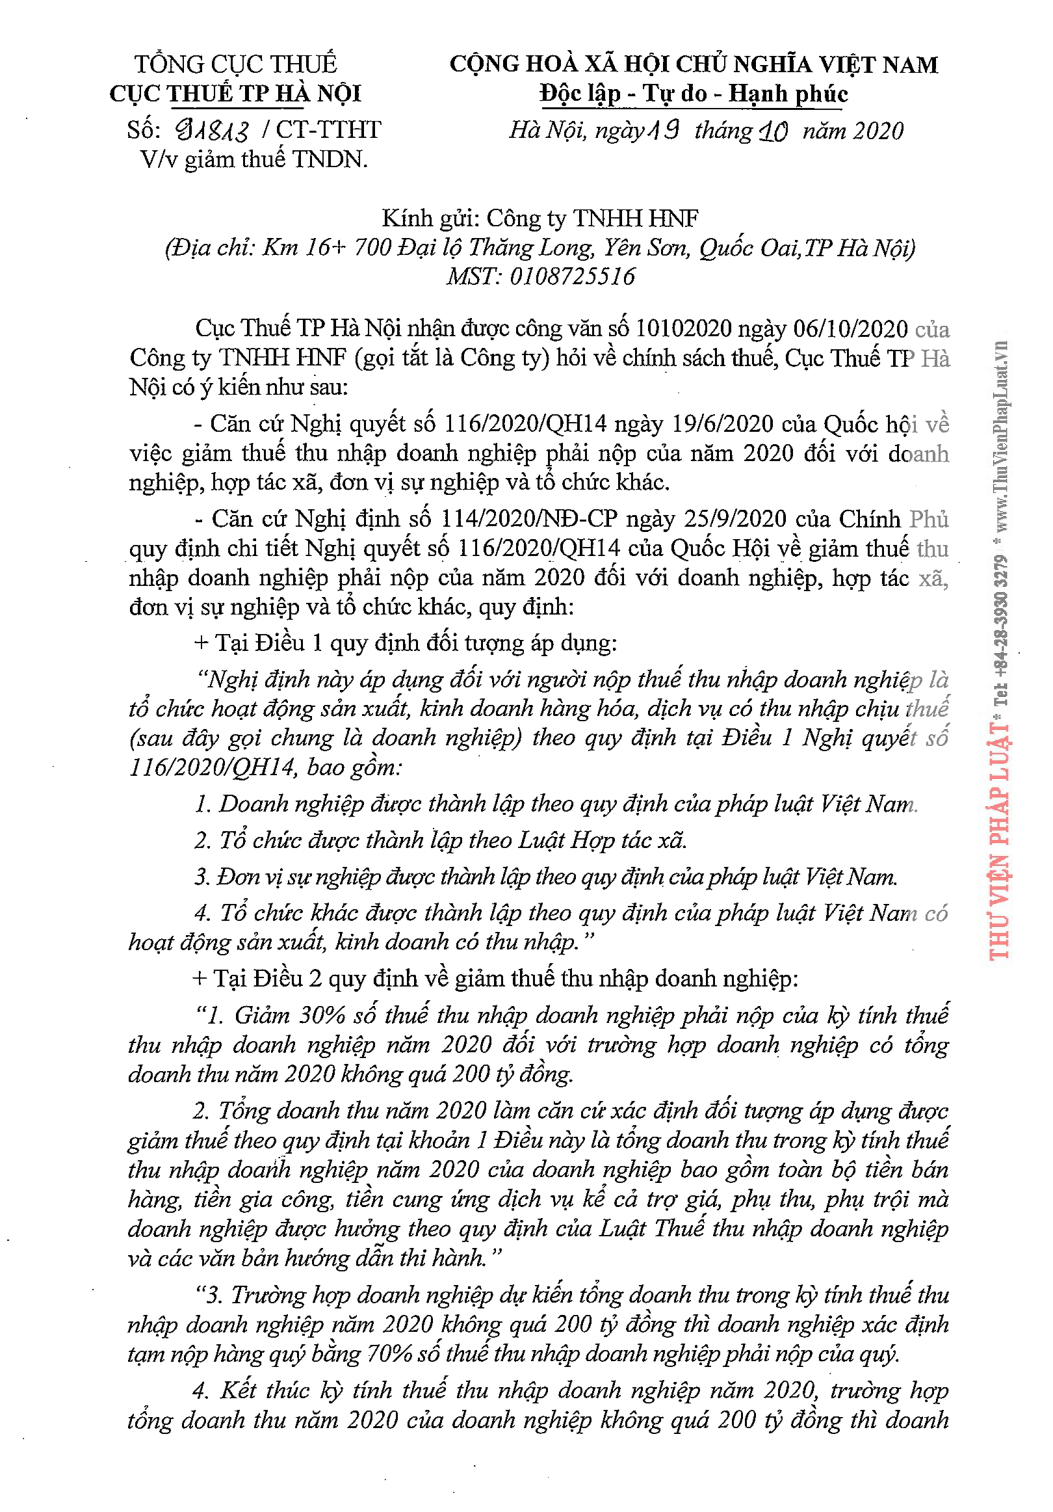 TỔNG CỤC THUẾ
CỤC THUẾ TP HÀ NỘI
Số: 91813 / CT-TTHT
V/v giảm thuế TNDN.
CỘNG HOÀ XÃ HỘI CHỦ NGHĨA VIỆT NAM
Độc lập - Tự do - Hạnh phúc
Hà Nội, ngày 19 tháng 10 năm 2020
Kính gửi: Công ty TNHH HNF
(Địa chỉ: Km 16+ 700 Đại lộ Thăng Long, Yên Sơn, Quốc Oai,TP Hà Nội)
MST: 0108725516
Cục Thuế TP Hà Nội nhận được công văn số 10102020 ngày 06/10/2020 của
Công ty TNHH HNF (gọi tắt là Công ty) hỏi về chính sách thuế, Cục Thuế TP Hà
Nội có ý kiến như sau:
- Căn cứ Nghị quyết số 116/2020/QH14 ngày 19/6/2020 của Quốc hội về
việc giảm thuế thu nhập doanh nghiệp phải nộp của năm 2020 đối với doanh
nghiệp, hợp tác xã, đơn vị sự nghiệp và tổ chức khác.
- Căn cứ Nghị định số 114/2020/NĐ-CP ngày 25/9/2020 của Chính Phủ
quy định chi tiết Nghị quyết số 116/2020/QH14 của Quốc Hội về giảm thuế thu
nhập doanh nghiệp phải nộp của năm 2020 đối với doanh nghiệp, hợp tác xã,
đơn vị sự nghiệp và tổ chức khác, quy định:
+ Tại Điều 1 quy định đối tượng áp dụng:
“Nghị định này áp dụng đối với người nộp thuế thu nhập doanh nghiệp là
tổ chức hoạt động sản xuất, kinh doanh hàng hóa, dịch vụ có thu nhập chịu thuế
(sau đây gọi chung là doanh nghiệp) theo quy định tại Điều 1 Nghị quyết số
116/2020/QH14, bao gồm:
1. Doanh nghiệp được thành lập theo quy định của pháp luật Việt Nam.
2. Tổ chức được thành lập theo Luật Hợp tác xã.
3. Đơn vị sự nghiệp được thành lập theo quy định của pháp luật Việt Nam.
4. Tổ chức khác được thành lập theo quy định của pháp luật Việt Nam có
hoạt động sản xuất, kinh doanh có thu nhập.”
+ Tại Điều 2 quy định về giảm thuế thu nhập doanh nghiệp:
“1. Giảm 30% số thuế thu nhập doanh nghiệp phải nộp của kỳ tính thuế
thu nhập doanh nghiệp năm 2020 đối với trường hợp doanh nghiệp có tổng
doanh thu năm 2020 không quá 200 tỷ đồng.
2. Tổng doanh thu năm 2020 làm căn cứ xác định đối tượng áp dụng được
giảm thuế theo quy định tại khoản 1 Điều này là tổng doanh thu trong kỳ tính thuế
thu nhập doanh nghiệp năm 2020 của doanh nghiệp bao gồm toàn bộ tiền bán
hàng, tiền gia công, tiền cung ứng dịch vụ kể cả trợ giá, phụ thu, phụ trội mà
doanh nghiệp được hưởng theo quy định của Luật Thuế thu nhập doanh nghiệp
và các văn bản hướng dẫn thi hành.”
“3. Trường hợp doanh nghiệp dự kiến tổng doanh thu trong kỳ tính thuế thu
nhập doanh nghiệp năm 2020 không quá 200 tỷ đồng thì doanh nghiệp xác định
tạm nộp hàng quý bằng 70% số thuế thu nhập doanh nghiệp phải nộp của quý.
4. Kết thúc kỳ tính thuế thu nhập doanh nghiệp năm 2020, trường hợp
tổng doanh thu năm 2020 của doanh nghiệp không quá 200 tỷ đồng thì doanh
THƯ VIỆN PHÁP LUẬT * Tel: +84-28-3930 3279 * www.ThuVienPhapLuat.vn